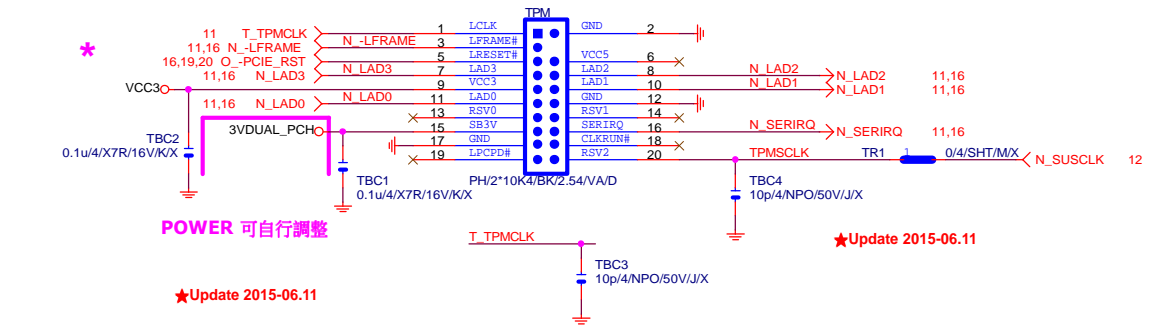 TPM
11 T_TPMCLK 1 LCLK GND 2
11,16 N_-LFRAME N_-LFRAME 3 LFRAME#
16,19,20 O_-PCIE_RST 5 LRESET# VCC5 6
11,16 N_LAD3 N_LAD3 7 LAD3 LAD2 8 N_LAD2 N_LAD2 11,16
VCC3 9 VCC3 LAD1 10 N_LAD1 N_LAD1 11,16
11,16 N_LAD0 N_LAD0 11 LAD0 GND 12
13 RSV0 RSV1 14
3VDUAL_PCH 15 SB3V SERIRQ 16 N_SERIRQ N_SERIRQ 11,16
17 GND CLKRUN# 18
19 LPCPD# RSV2 20 TPMSCLK TR1 1 0/4/SHT/M/X N_SUSCLK 12
PH/2*10K4/BK/2.54/VA/D
TBC2
0.1u/4/X7R/16V/K/X
TBC1
0.1u/4/X7R/16V/K/X
TBC4
10p/4/NPO/50V/J/X
POWER 可自行調整
★Update 2015-06.11
T_TPMCLK
TBC3
10p/4/NPO/50V/J/X
★Update 2015-06.11